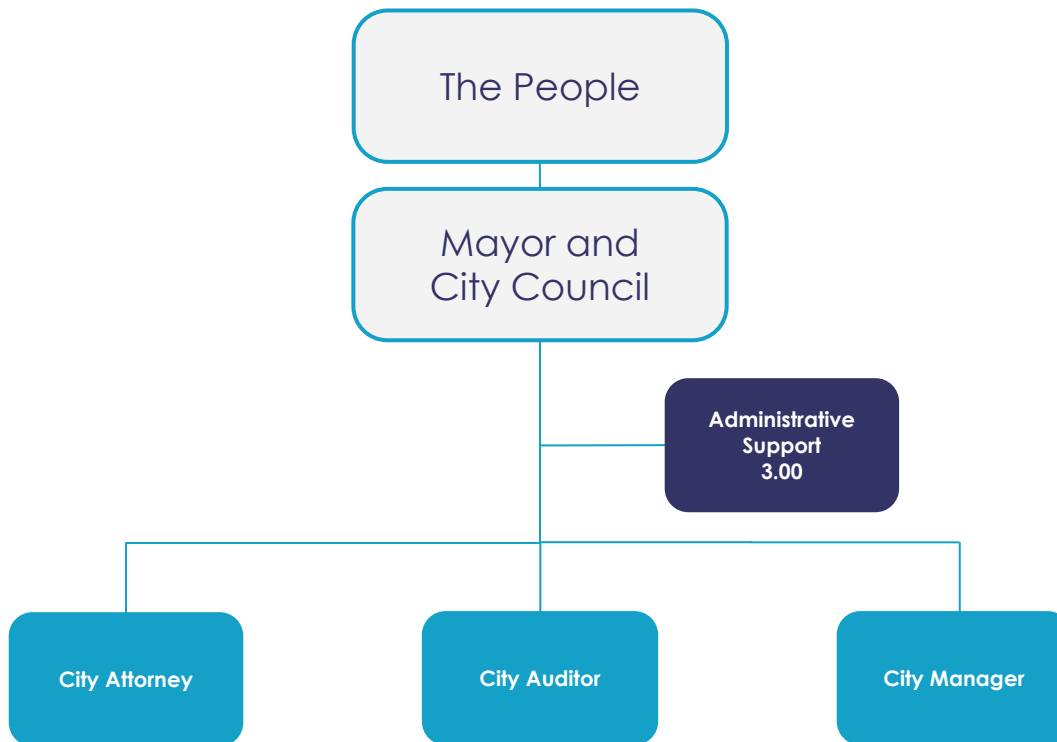 The People
Mayor and
City Council
Administrative
Support
3.00
City Attorney
City Auditor
City Manager